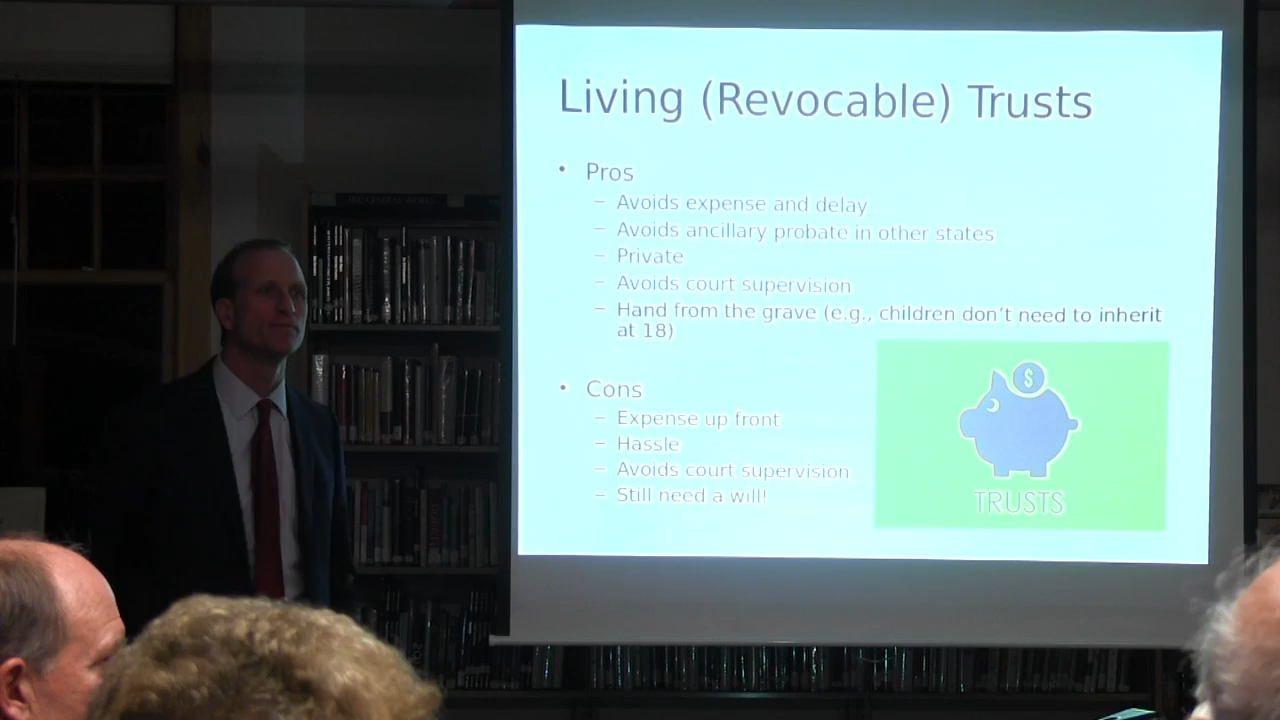 Living (Revocable) Trusts
• Pros
– Avoids expense and delay
– Avoids ancillary probate in other states
– Private
– Avoids court supervision
– Hand from the grave (e.g., children don't need to inherit
at 18)
• Cons
– Expense up front
– Hassle
– Avoids court supervision
– Still need a will!
$
TRUSTS